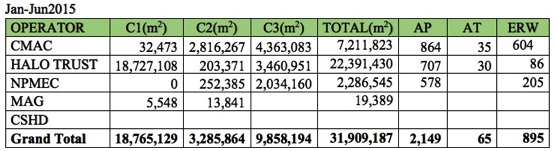 Jan-Jun2015
OPERATOR C1(m²) C2(m²) C3(m²) TOTAL(m²) AP AT ERW
CMAC 32,473 2,816,267 4,363,083 7,211,823 864 35 604
HALO TRUST 18,727,108 203,371 3,460,951 22,391,430 707 30 86
NPMEC 0 252,385 2,034,160 2,286,545 578 205
MAG 5,548 13,841 19,389
CSHD
Grand Total 18,765,129 3,285,864 9,858,194 31,909,187 2,149 65 895